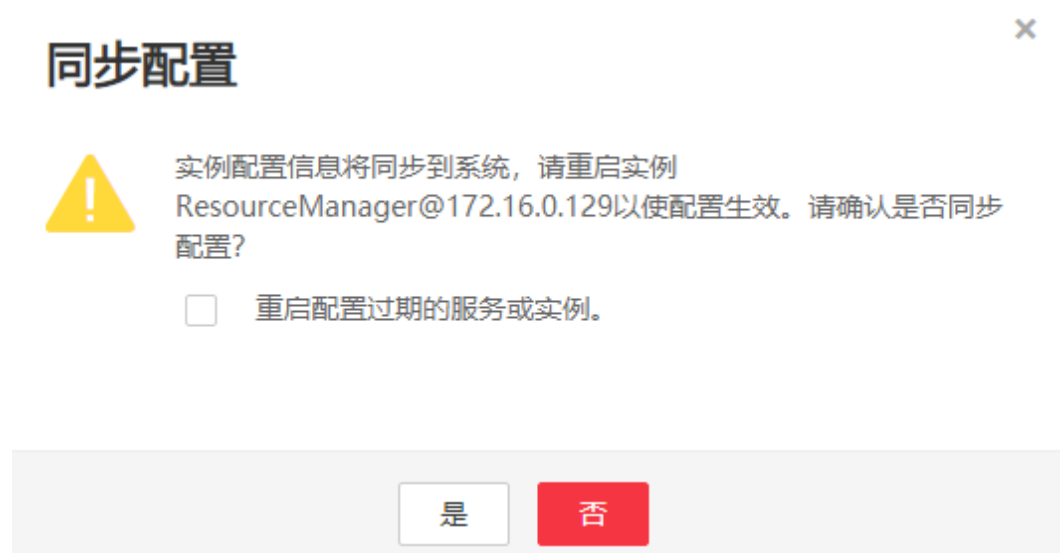 同步配置
实例配置信息将同步到系统，请重启实例
ResourceManager@172.16.0.129以使配置生效。请确认是否同步
配置?
重启配置过期的服务或实例。
是
否